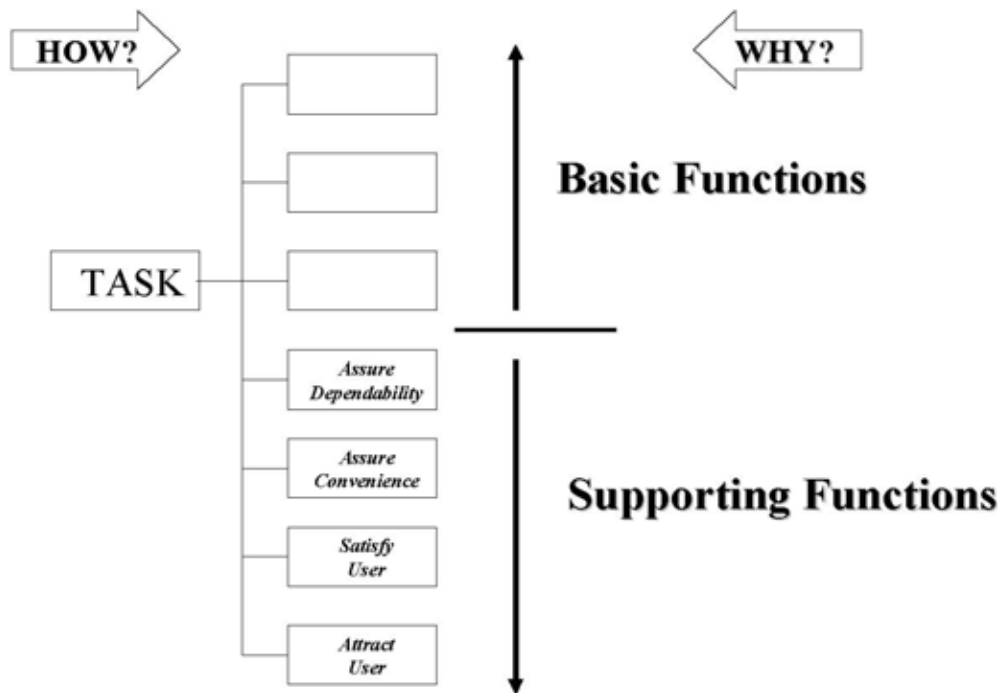 HOW?
WHY?
Basic Functions
TASK
Assure
Dependability
Assure
Convenience
Supporting Functions
Satisfy
User
Attract
User